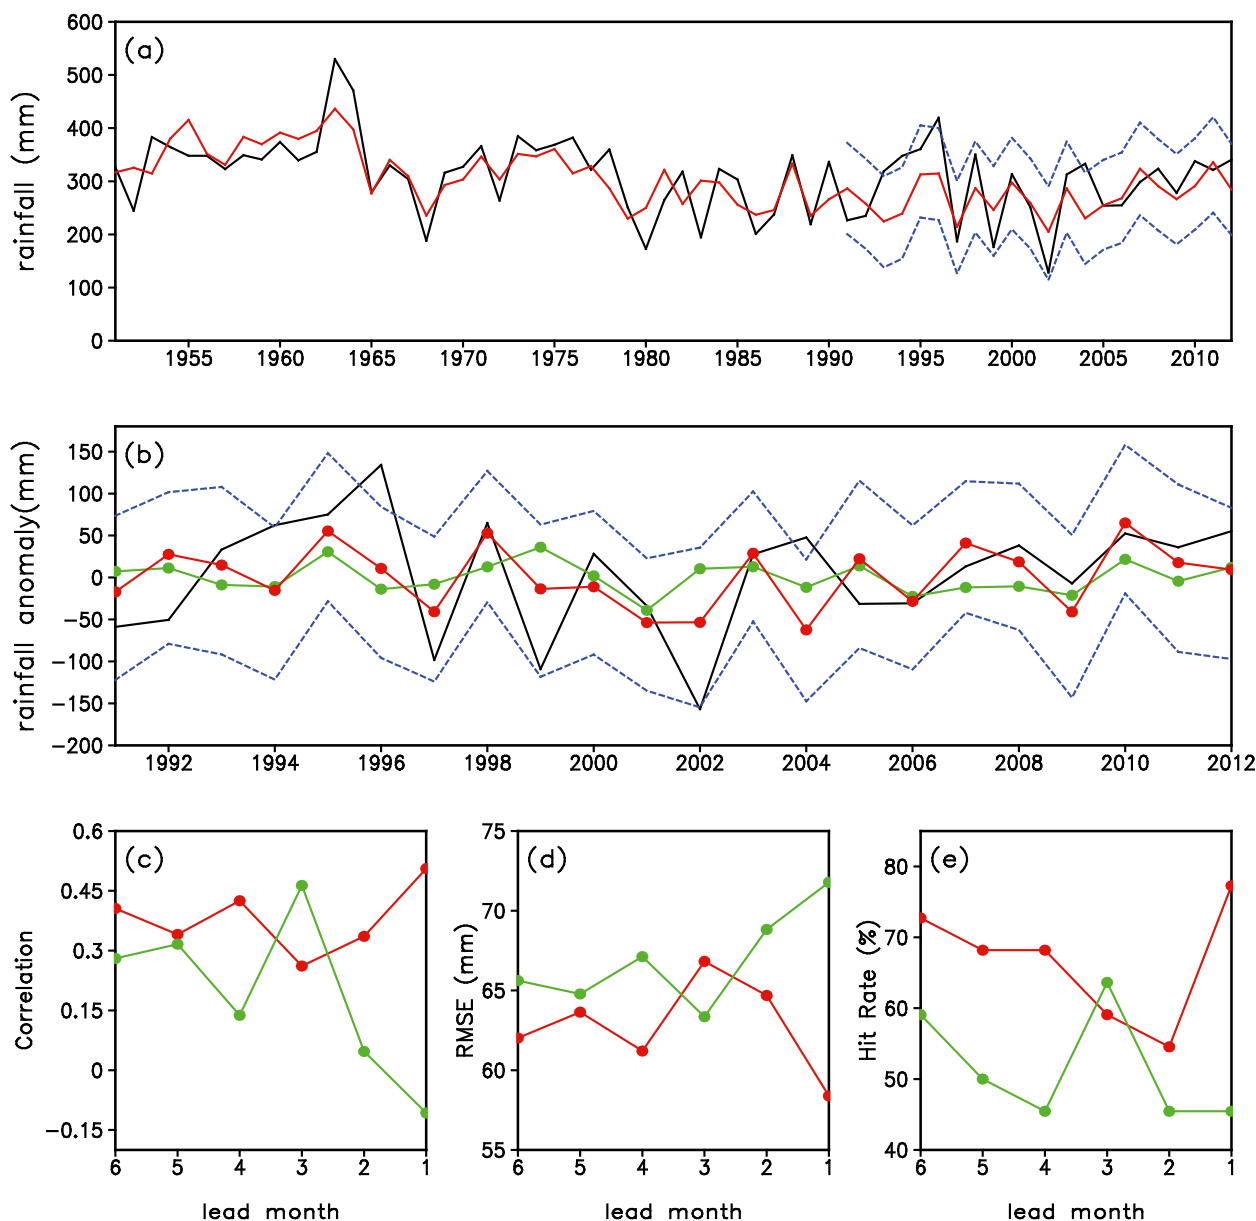 (a)
rainfall (mm)
600
500
400
300
200
100
0
1955 1960 1965 1970 1975 1980 1985 1990 1995 2000 2005 2010
(b)
rainfall anomaly(mm)
150
100
50
0
−50
−100
−150
−200
1992 1994 1996 1998 2000 2002 2004 2006 2008 2010 2012
(c)
Correlation
0.6
0.45
0.3
0.15
0
−0.15
6 5 4 3 2 1
lead month
(d)
RMSE (mm)
75
70
65
60
55
6 5 4 3 2 1
lead month
(e)
Hit Rate (%)
80
70
60
50
40
6 5 4 3 2 1
lead month